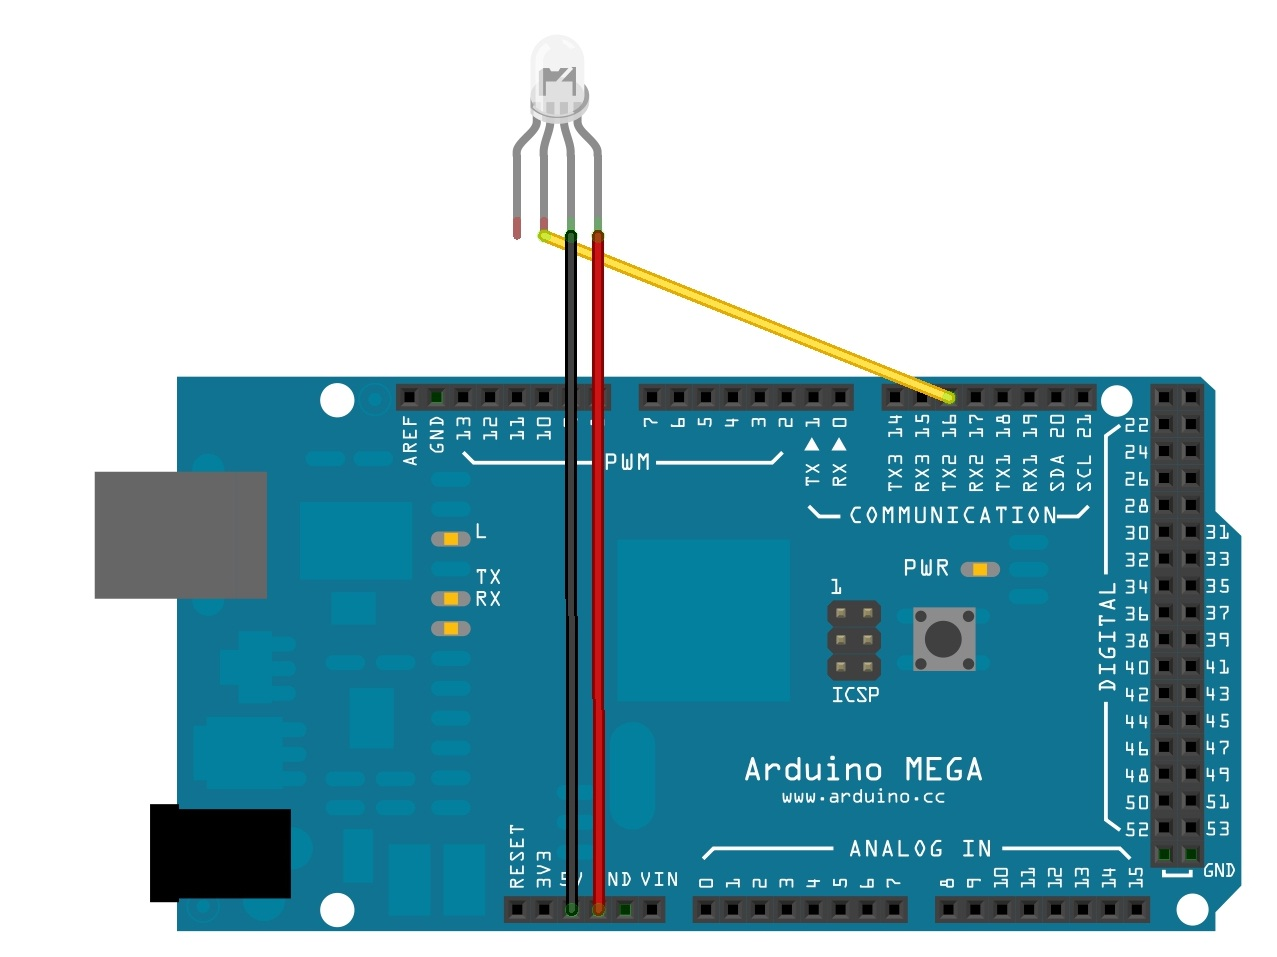 AREF
GND
13
12
11
10
7
6
5
4
3
2
1
0
TX
RX
PWM
14
15
16
17
18
19
20
21
TX3
RX3
TX2
RX2
TX1
RX1
SDA
SCL
COMMUNICATION
L
TX
RX
PWR
1
ICSP
22
24
26
28
30 31
32 33
34 35
36 37
38 39
40 41
42 43
44 45
46 47
48 49
50 51
52 53
GND
DIGITAL
Arduino MEGA
www.arduino.cc
RESET
3V3
VIN
ANALOG IN
0
1
2
3
4
5
6
7
8
9
10
11
12
13
14
15